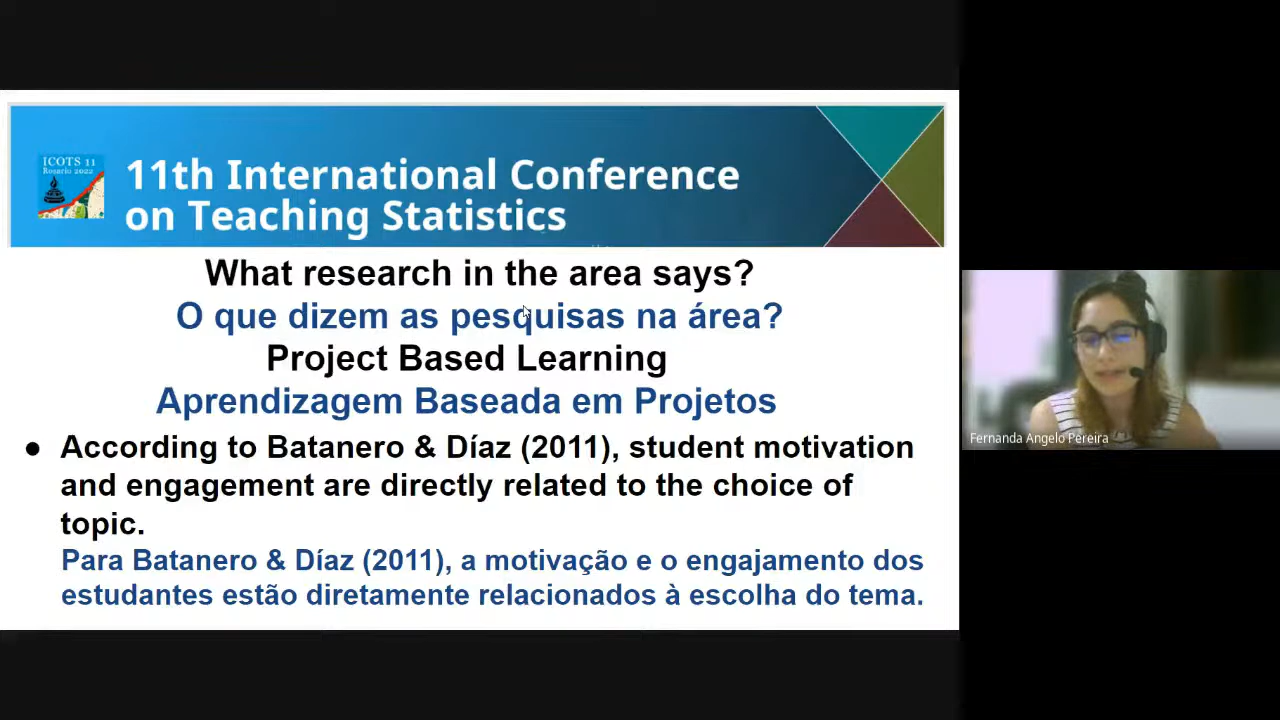 ICOTS 11
Rosario 2022
11th International Conference
on Teaching Statistics
What research in the area says?
O que dizem as pesquisas na área?
Project Based Learning
Aprendizagem Baseada em Projetos
● According to Batanero & Díaz (2011), student motivation
and engagement are directly related to the choice of
topic.
Para Batanero & Díaz (2011), a motivação e o engajamento dos
estudantes estão diretamente relacionados à escolha do tema.
Fernanda Angelo Pereira